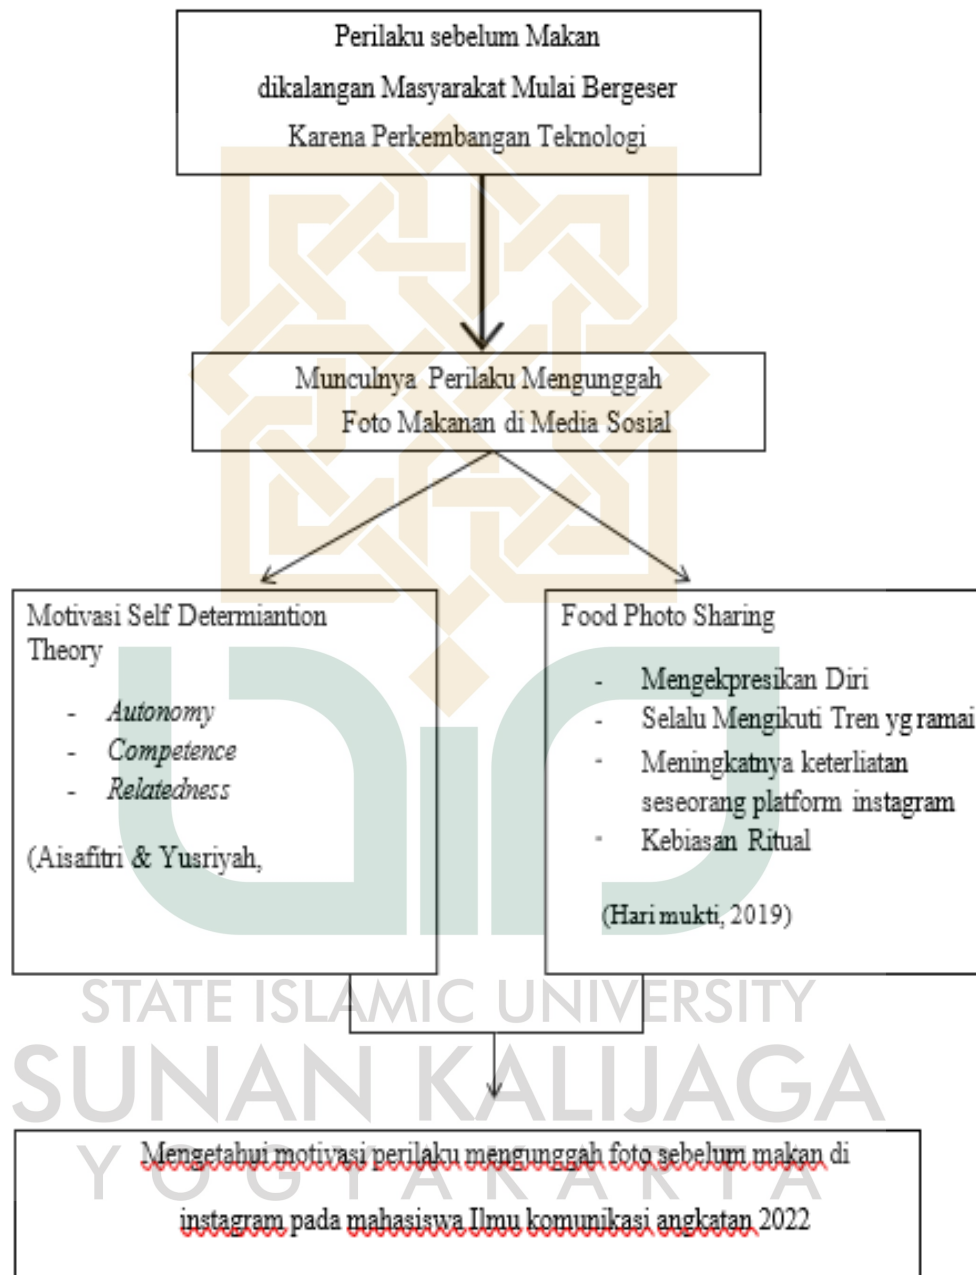 Perilaku sebelum Makan
dikalangan Masyarakat Mulai Bergeser
Karena Perkembangan Teknologi
Munculnya Perilaku Mengunggah
Foto Makanan di Media Sosial
Motivasi Self Determiantion
Theory
- Autonomy
- Competence
- Relatedness
(Aisafitri & Yusriyah,
Food Photo Sharing
- Mengekpresikan Diri
- Selalu Mengikuti Tren yg ramai
- Meningkatnya keterliatan
seseorang platform instagram
- Kebiasan Ritual
(Hari mukti, 2019)
STATE ISLAMIC UNIVERSITY
SUNAN KALIJAGA
YOGYAKARTA
Mengetahui motivasi perilaku mengunggah foto sebelum makan di
instagram pada mahasiswa Ilmu komunikasi angkatan 2022